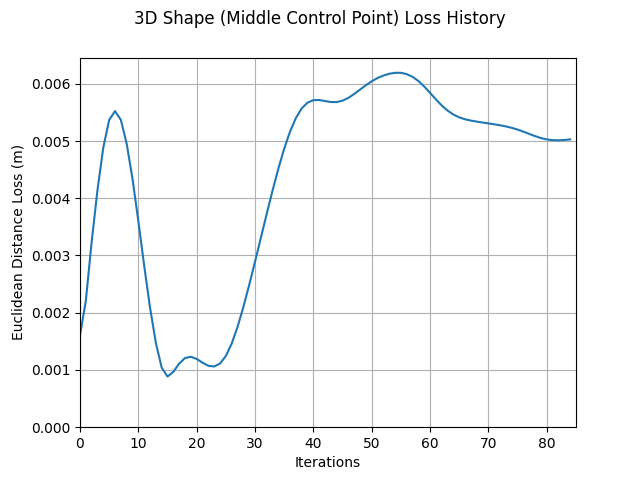 3D Shape (Middle Control Point) Loss History
Euclidean Distance Loss (m)
0.006
0.005
0.004
0.003
0.002
0.001
0.000
0 10 20 30 40 50 60 70 80
Iterations